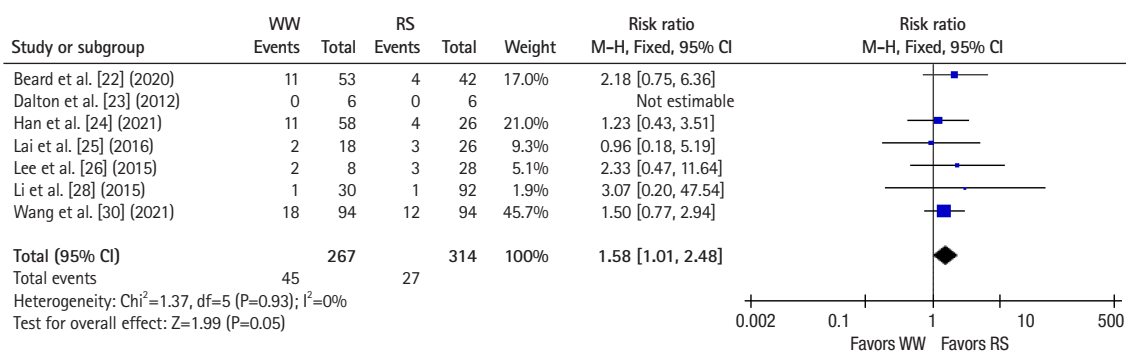 WW RS Risk ratio Risk ratio
Study or subgroup Events Total Events Total Weight M–H, Fixed, 95% CI M–H, Fixed, 95% CI
Beard et al. [22] (2020) 11 53 4 42 17.0% 2.18 [0.75, 6.36]
Dalton et al. [23] (2012) 0 6 0 6 Not estimable
Han et al. [24] (2021) 11 58 4 26 21.0% 1.23 [0.43, 3.51]
Lai et al. [25] (2016) 2 18 3 26 9.3% 0.96 [0.18, 5.19]
Lee et al. [26] (2015) 2 8 3 28 5.1% 2.33 [0.47, 11.64]
Li et al. [28] (2015) 1 30 1 92 1.9% 3.07 [0.20, 47.54]
Wang et al. [30] (2021) 18 94 12 94 45.7% 1.50 [0.77, 2.94]
Total (95% CI) 267 314 100% 1.58 [1.01, 2.48]
Total events 45 27
Heterogeneity: Chi²=1.37, df=5 (P=0.93); I²=0%
Test for overall effect: Z=1.99 (P=0.05)
0.002 0.1 1 10 500
Favors WW Favors RS